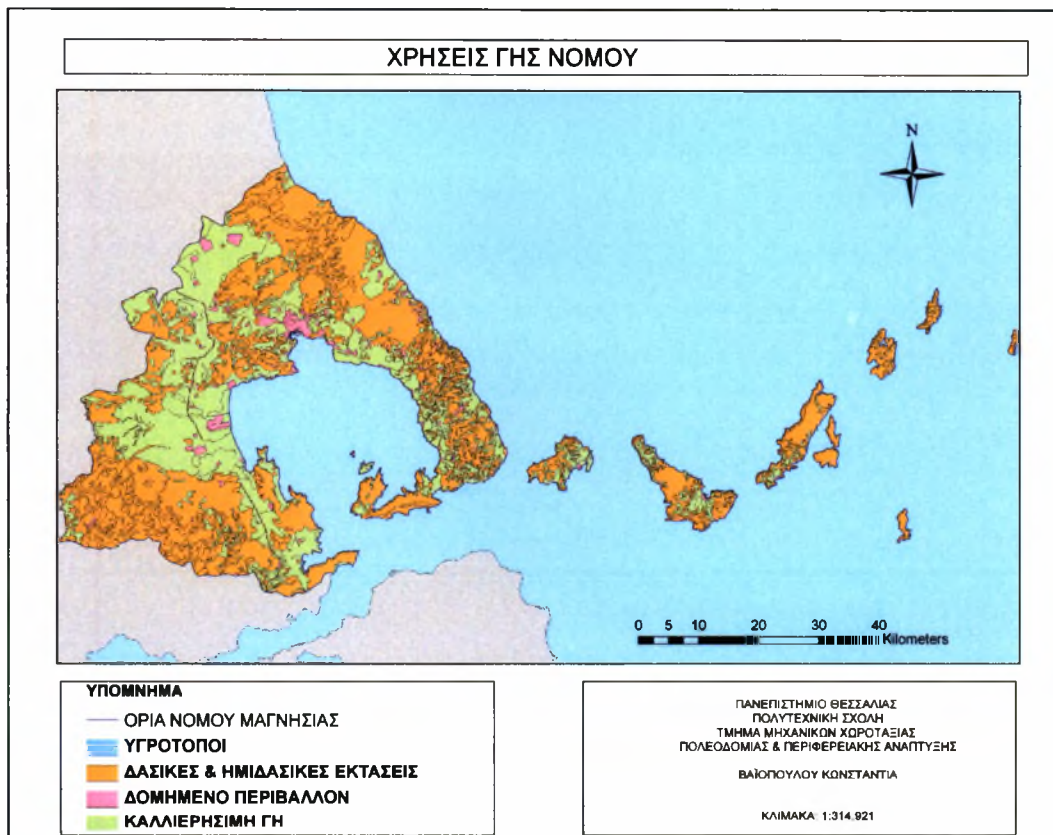 ΧΡΗΣΕΙΣ ΓΗΣ ΝΟΜΟΥ
N
0 5 10 20 30 40
Kilometers
ΥΠΟΜΝΗΜΑ
ΟΡΙΑ ΝΟΜΟΥ ΜΑΓΝΗΣΙΑΣ
ΥΓΡΟΤΟΠΟΙ
ΔΑΣΙΚΕΣ & ΗΜΙΔΑΣΙΚΕΣ ΕΚΤΑΣΕΙΣ
ΔΟΜΗΜΕΝΟ ΠΕΡΙΒΑΛΛΟΝ
ΚΑΛΛΙΕΡΗΣΙΜΗ ΓΗ
ΠΑΝΕΠΙΣΤΗΜΙΟ ΘΕΣΣΑΛΙΑΣ
ΠΟΛΥΤΕΧΝΙΚΗ ΣΧΟΛΗ
ΤΜΗΜΑ ΜΗΧΑΝΙΚΩΝ ΧΩΡΟΤΑΞΙΑΣ
ΠΟΛΕΟΔΟΜΙΑΣ & ΠΕΡΙΦΕΡΕΙΑΚΗΣ ΑΝΑΠΤΥΞΗΣ
ΒΑΪΟΠΟΥΛΟΥ ΚΩΝΣΤΑΝΤΙΑ
ΚΛΙΜΑΚΑ: 1:314.921